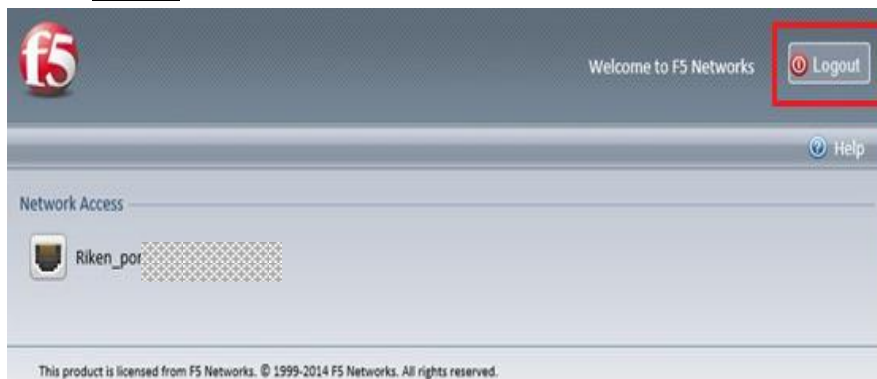 f5
Welcome to F5 Networks
Logout
Help
Network Access
This product is licensed from F5 Networks. © 1999-2014 F5 Networks. All rights reserved.